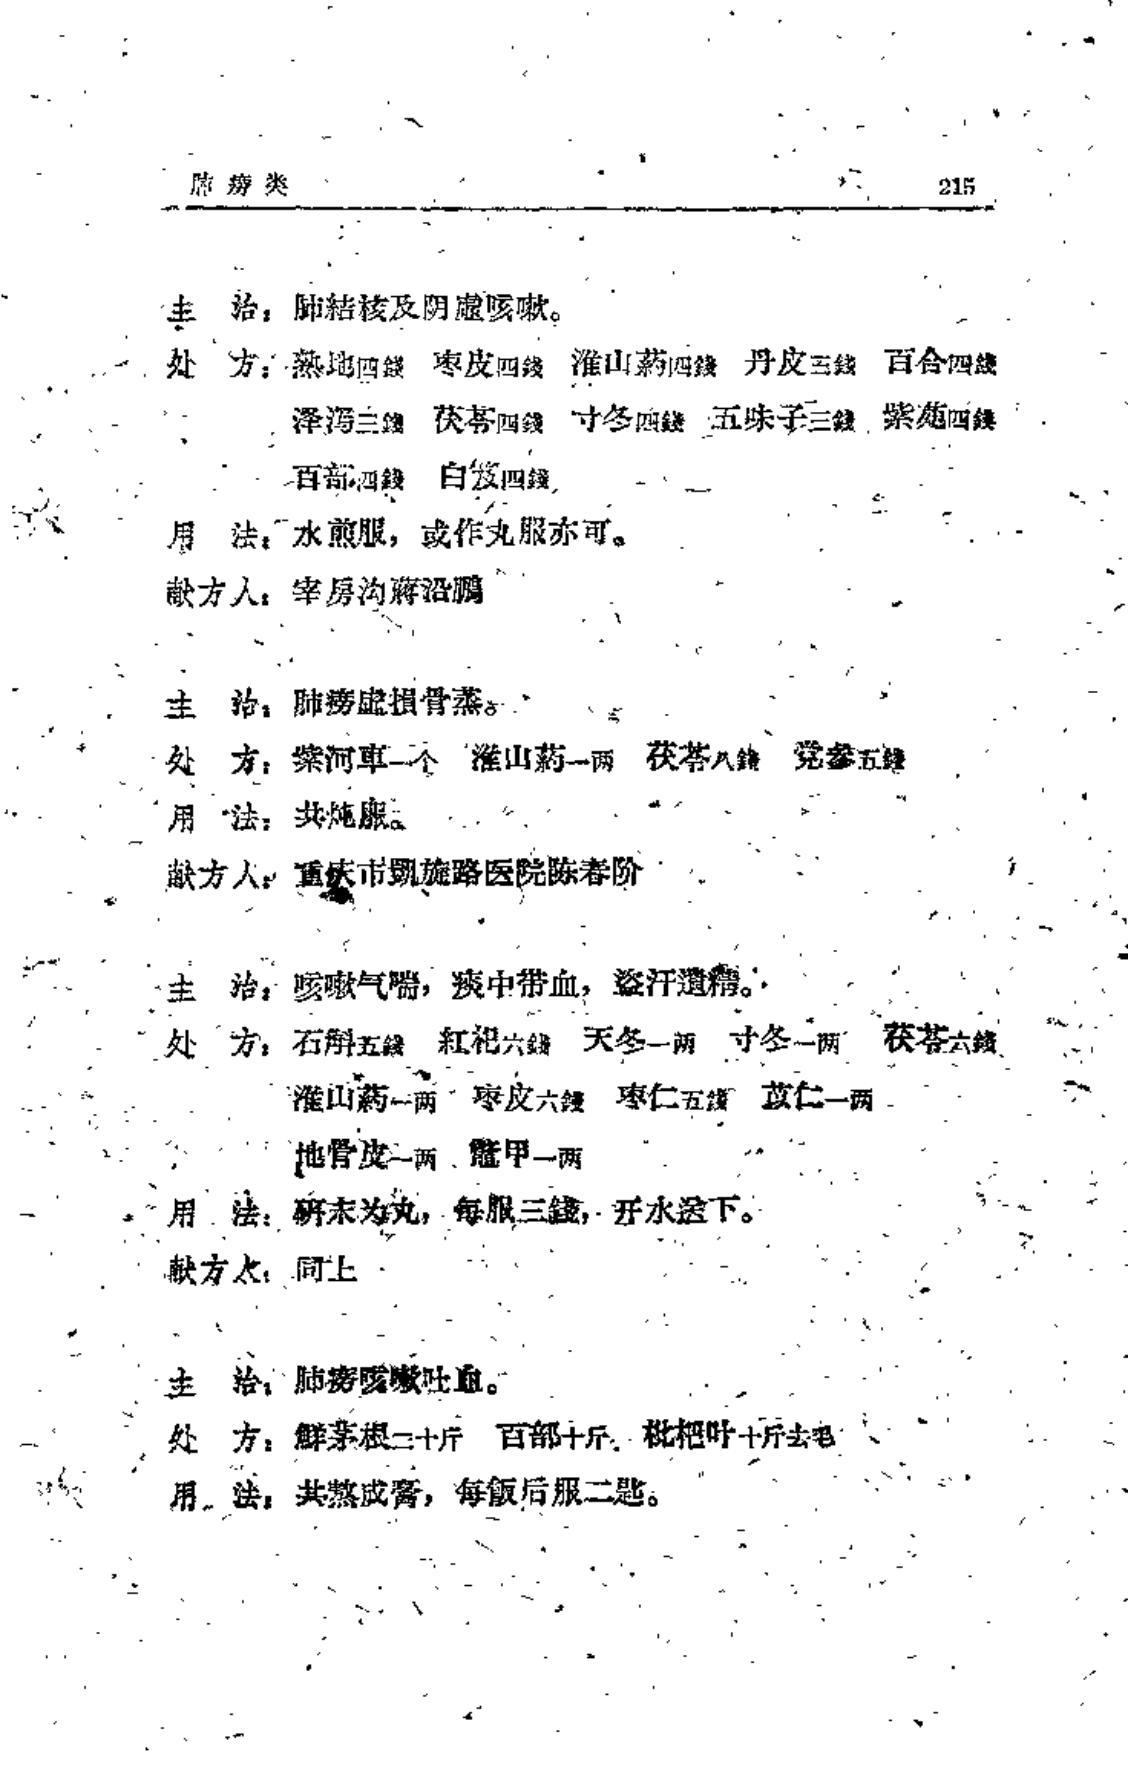 肺痨类 215
主 治：肺結核及阴虚咳嗽。
处 方：熟地四錢 枣皮四錢 淮山葯四錢 丹皮三錢 百合四錢
泽泻三錢 茯苓四錢 寸冬四錢 五味子三錢 紫菀四錢
百部四錢 白笈四錢
用 法：水煎服，或作丸服亦可。
献方人：宰房沟蔣沿鵬
主 治：肺痨虚損骨蒸。
处 方：紫河車一个 淮山葯一两 茯苓八錢 党参五錢
用 法：共炖服。
献方人：重庆市凱旋路医院陈春阶
主 治：咳嗽气喘，痰中带血，盜汗遺精。
处 方：石斛五錢 紅杞六錢 天冬一两 寸冬一两 茯苓六錢
淮山葯一两 枣皮六錢 枣仁五錢 苡仁一两
地骨皮一两 鱉甲一两
用 法：研末为丸，每服三錢，开水送下。
献方人：同上
主 治：肺痨咳嗽吐血。
处 方：鮮茅根二十斤 百部十斤 枇杷叶十斤去毛
用 法：共熬成膏，每飯后服二匙。